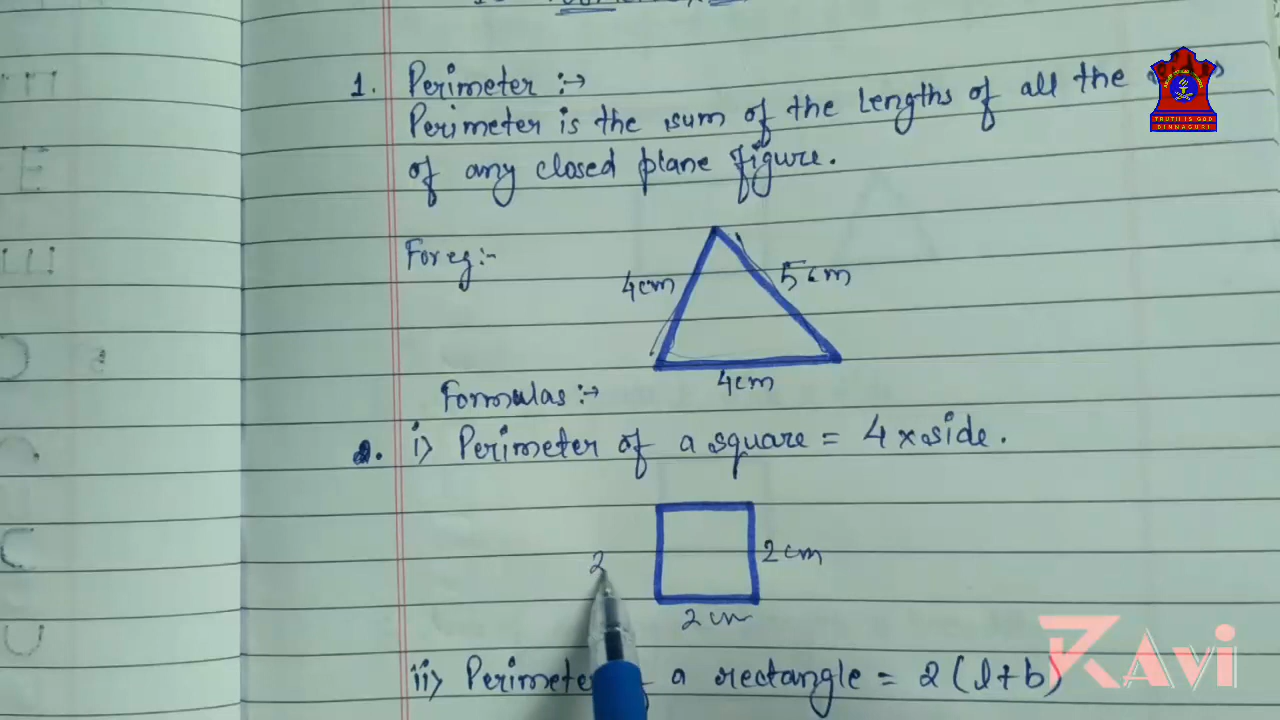 1. Perimeter :→
Perimeter is the sum of the lengths of all the
of any closed plane figure.
TRUTH IS GOD
BINNAGURI
For eg:-
4cm
5cm
4cm
Formulas :→
i) Perimeter of a square = 4 x side.
2cm
2
2cm
ii) Perimeter a rectangle = 2 (l+b)
RAvi